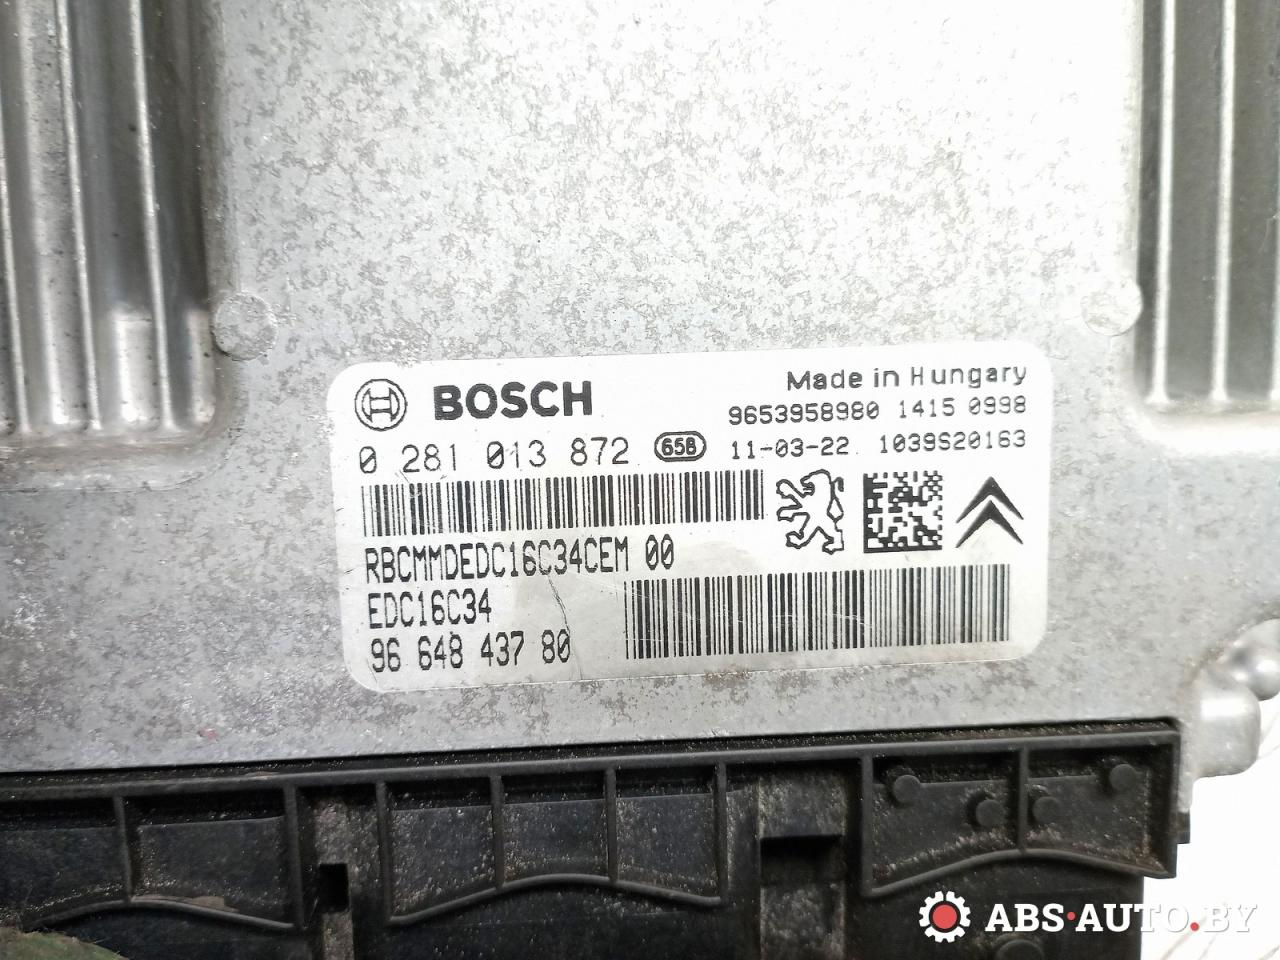 BOSCH
Made in Hungary
9653958980 1415 0998
0 281 013 872 658 11-03-22 1039S20163
RBCMMDEDC16C34CEM 00
EDC16C34
96 648 437 80
ABS-AUTO.BY